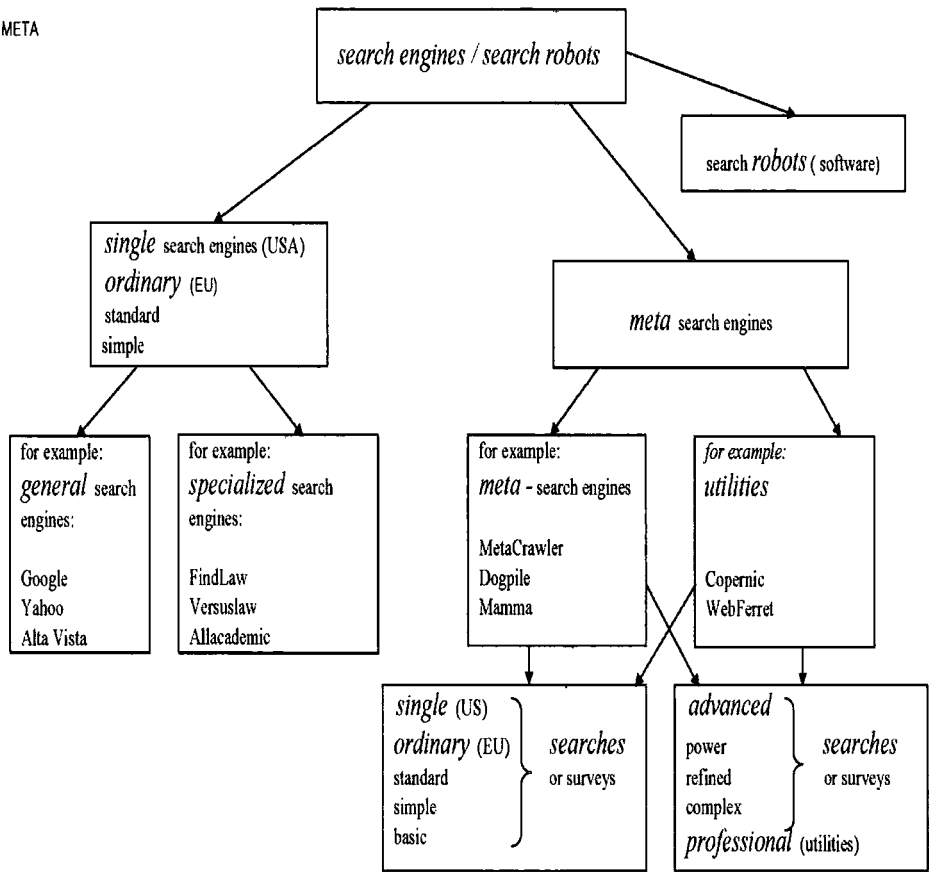 META
search engines / search robots
search robots ( software)
single search engines (USA)
ordinary (EU)
standard
simple
meta search engines
for example:
general search
engines:
Google
Yahoo
Alta Vista
for example:
specialized search
engines:
FindLaw
Versuslaw
Allacademic
for example:
meta - search engines
MetaCrawler
Dogpile
Mamma
for example:
utilities
Copernic
WebFerret
single (US)
ordinary (EU)
standard
simple
basic
searches
or surveys
advanced
power
refined
complex
professional (utilities)
searches
or surveys